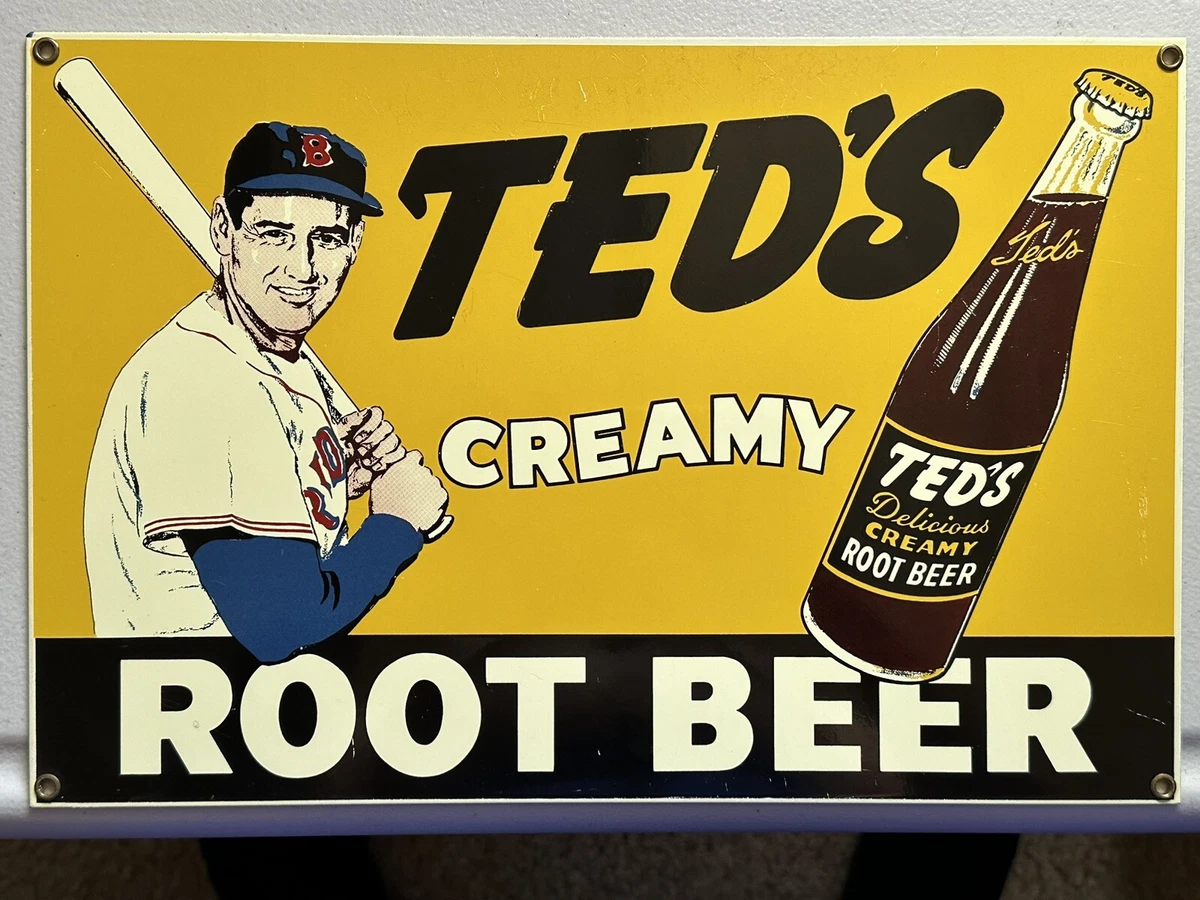 B
TED'S
TED'S
Ted's
CREAMY
TED'S
Delicious
CREAMY
ROOT BEER
ROOT BEER